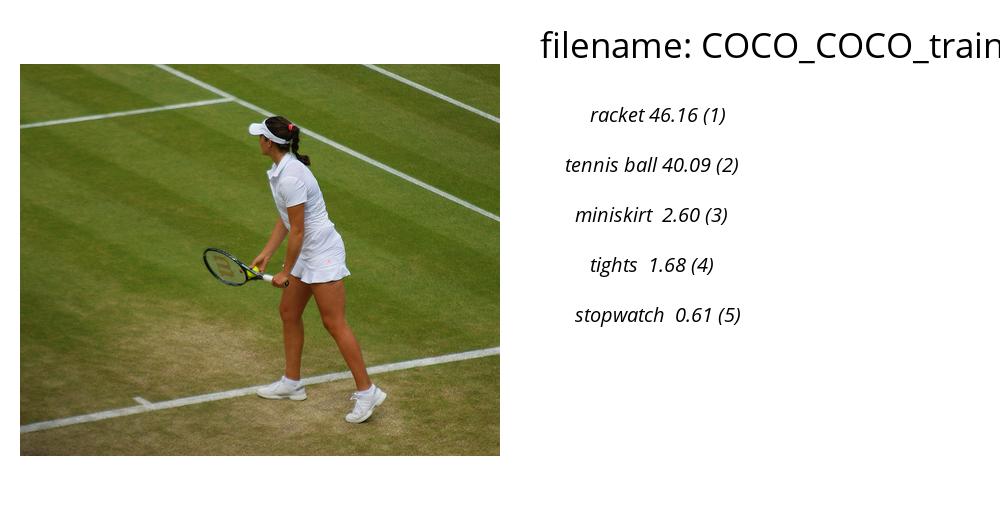 filename: COCO_COCO_train
racket 46.16 (1)
tennis ball 40.09 (2)
miniskirt 2.60 (3)
tights 1.68 (4)
stopwatch 0.61 (5)